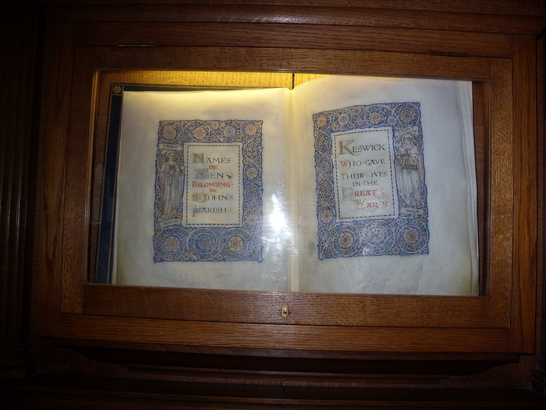 NAMES
OF
MEN
BELONGING
TO
ST JOHN'S
PARISH
KESWICK
WHO GAVE
THEIR LIVES
IN THE
GREAT
WAR